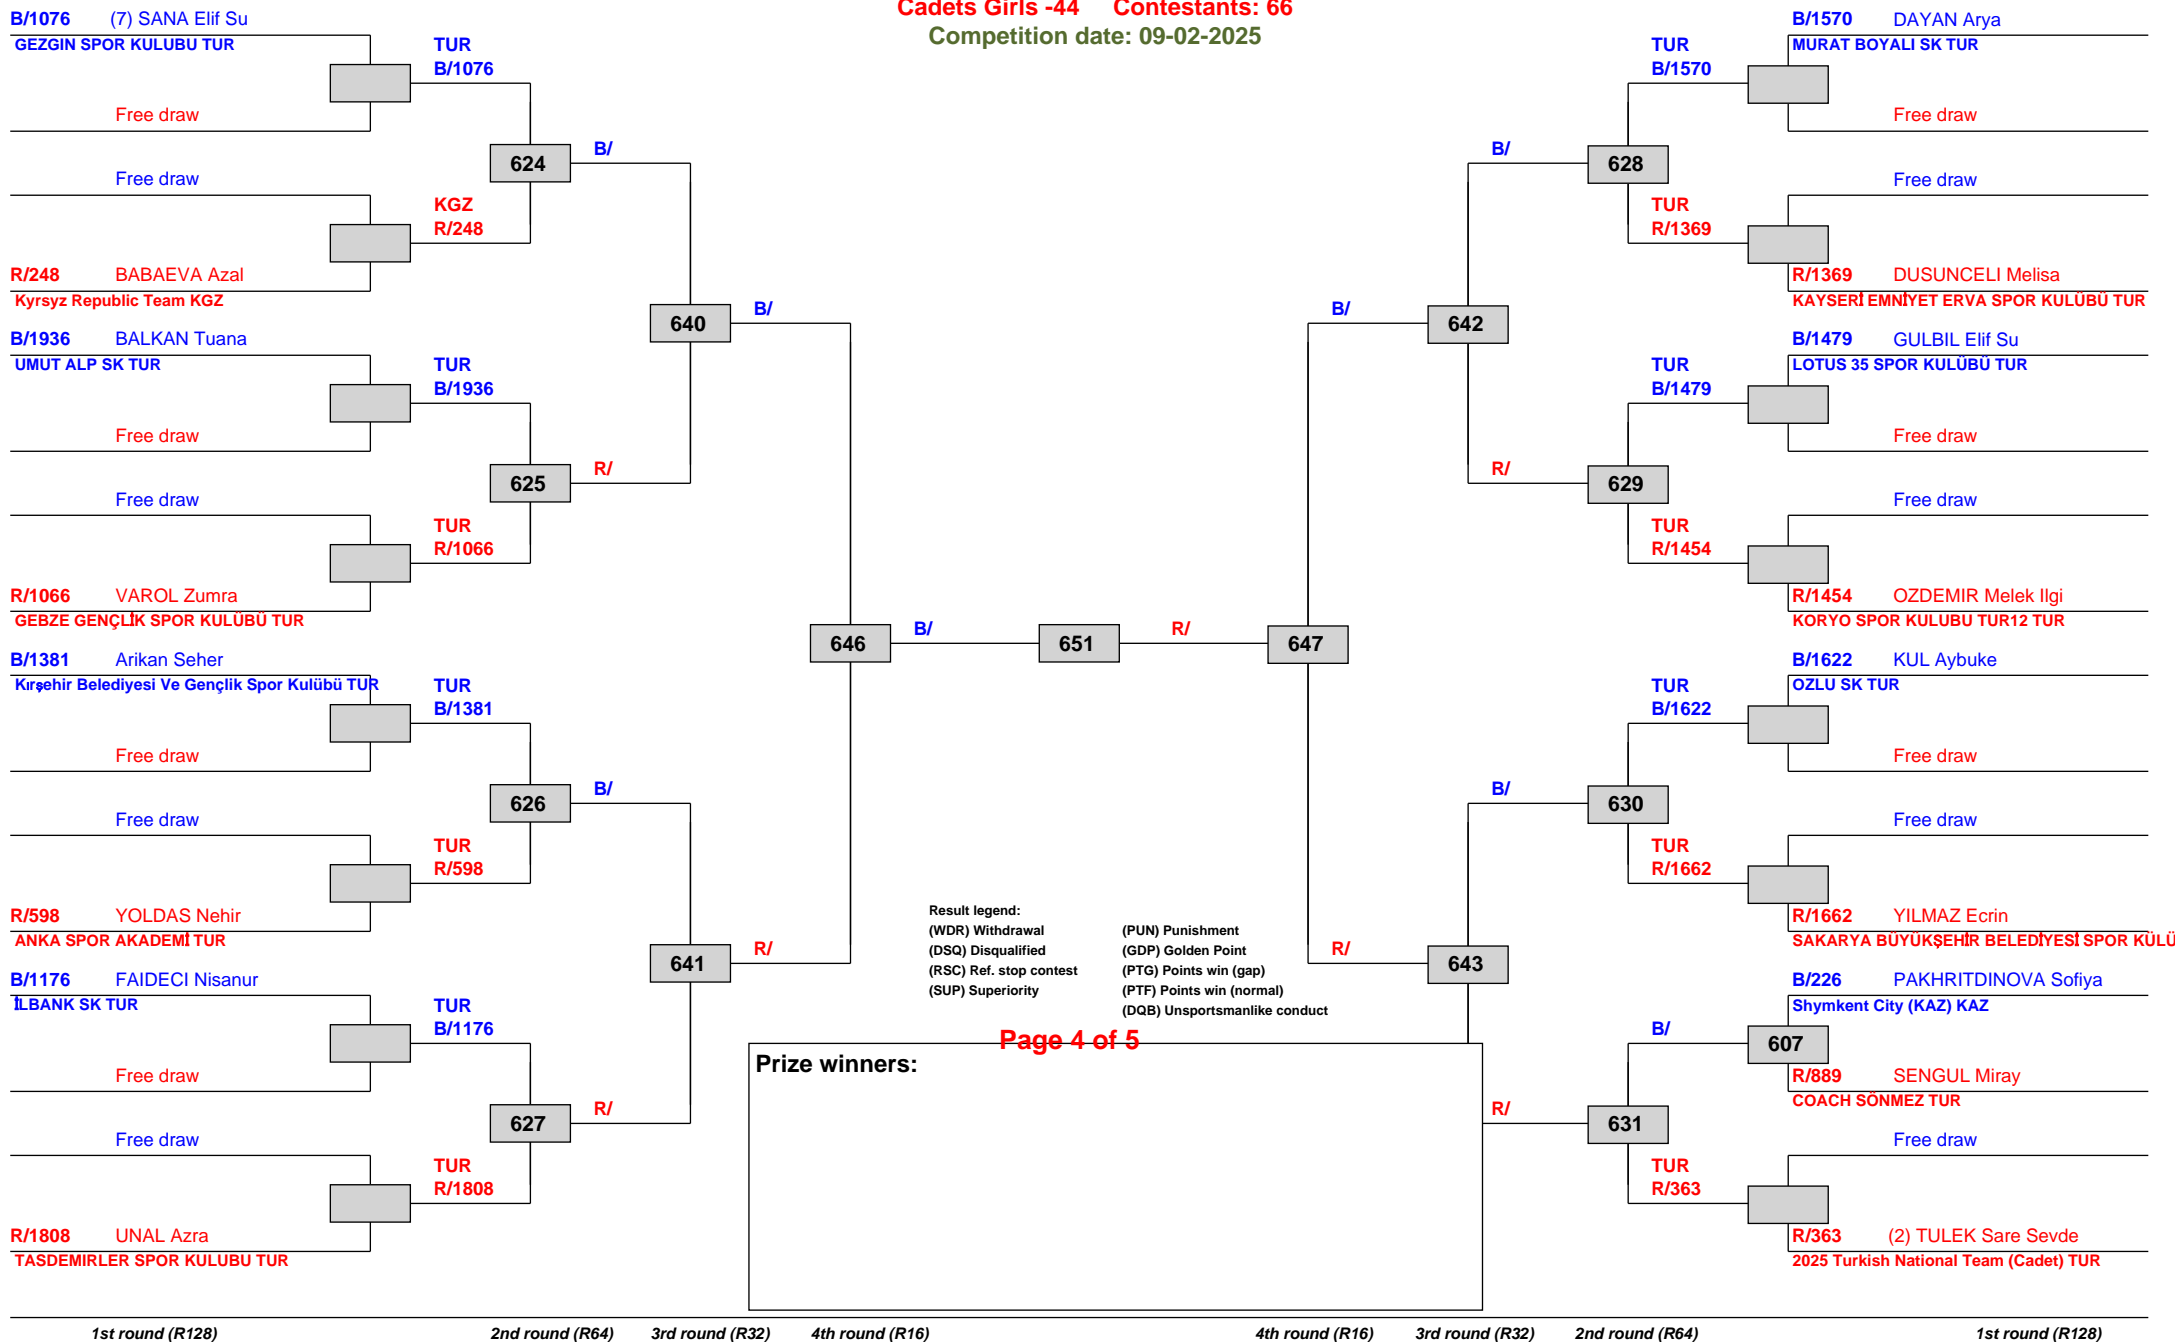 Cadets Girls -44 Contestants: 66
Competition date: 09-02-2025
B/1076 (7) SANA Elif Su
GEZGIN SPOR KULUBU TUR
Free draw
TUR
B/1076
Free draw
KGZ
R/248
R/248 BABAEVA Azal
Kyrsyz Republic Team KGZ
624
B/
B/1936 BALKAN Tuana
UMUT ALP SK TUR
Free draw
TUR
B/1936
Free draw
TUR
R/1066
R/1066 VAROL Zumra
GEBZE GENÇLİK SPOR KULÜBÜ TUR
625
R/
640
B/
B/1381 Arikan Seher
Kırşehir Belediyesi Ve Gençlik Spor Kulübü TUR
Free draw
TUR
B/1381
Free draw
TUR
R/598
R/598 YOLDAS Nehir
ANKA SPOR AKADEMİ TUR
626
B/
B/1176 FAIDECI Nisanur
İLBANK SK TUR
Free draw
TUR
B/1176
Free draw
TUR
R/1808
R/1808 UNAL Azra
TASDEMIRLER SPOR KULUBU TUR
627
R/
641
R/
646
B/
651
R/
647
B/1570 DAYAN Arya
MURAT BOYALI SK TUR
Free draw
TUR
B/1570
Free draw
TUR
R/1369
R/1369 DUSUNCELI Melisa
KAYSERİ EMNİYET ERVA SPOR KULÜBÜ TUR
628
B/
B/1479 GULBIL Elif Su
LOTUS 35 SPOR KULÜBÜ TUR
Free draw
TUR
B/1479
Free draw
TUR
R/1454
R/1454 OZDEMIR Melek Ilgi
KORYO SPOR KULUBU TUR12 TUR
629
R/
642
B/
B/1622 KUL Aybuke
OZLU SK TUR
Free draw
TUR
B/1622
Free draw
TUR
R/1662
R/1662 YILMAZ Ecrin
SAKARYA BÜYÜKŞEHİR BELEDİYESİ SPOR KÜLÜ
630
B/
B/226 PAKHRITDINOVA Sofiya
Shymkent City (KAZ) KAZ
607
B/
R/889 SENGUL Miray
COACH SÖNMEZ TUR
Free draw
TUR
R/363
R/363 (2) TULEK Sare Sevde
2025 Turkish National Team (Cadet) TUR
631
R/
643
R/
Result legend:
(WDR) Withdrawal (PUN) Punishment
(DSQ) Disqualified (GDP) Golden Point
(RSC) Ref. stop contest (PTG) Points win (gap)
(SUP) Superiority (PTF) Points win (normal)
(DQB) Unsportsmanlike conduct
Page 4 of 5
Prize winners:
1st round (R128) 2nd round (R64) 3rd round (R32) 4th round (R16) 4th round (R16) 3rd round (R32) 2nd round (R64) 1st round (R128)